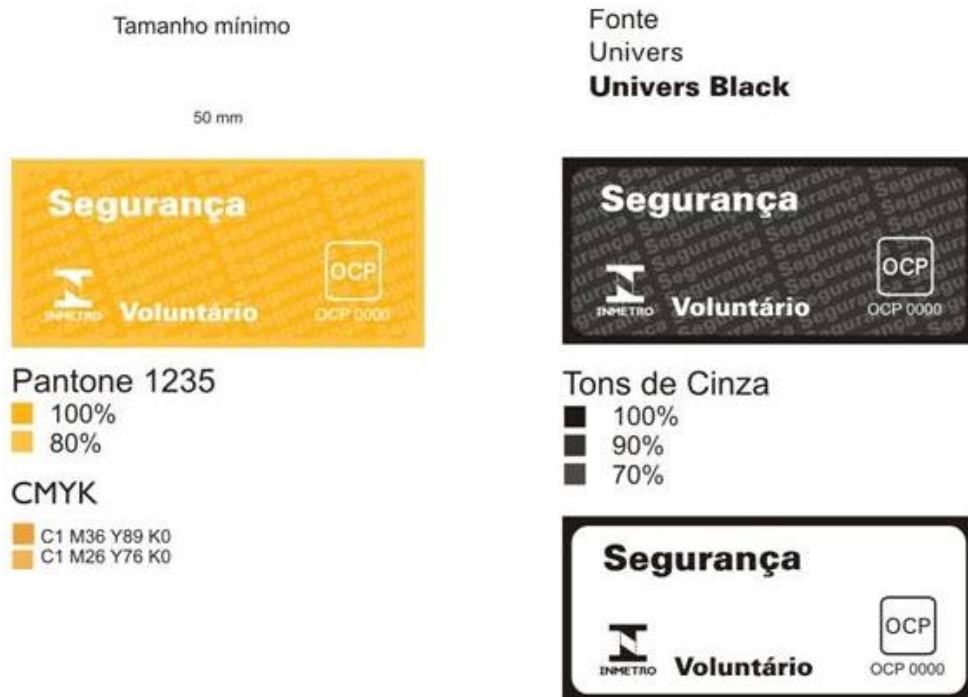 Tamanho mínimo
50 mm
Segurança
OCP
INMETRO
Voluntário
OCP 0000
Pantone 1235
100%
80%
CMYK
C1 M36 Y89 K0
C1 M26 Y76 K0
Fonte
Univers
Univers Black
Segurança
OCP
INMETRO
Voluntário
OCP 0000
Tons de Cinza
100%
90%
70%
Segurança
OCP
INMETRO
Voluntário
OCP 0000